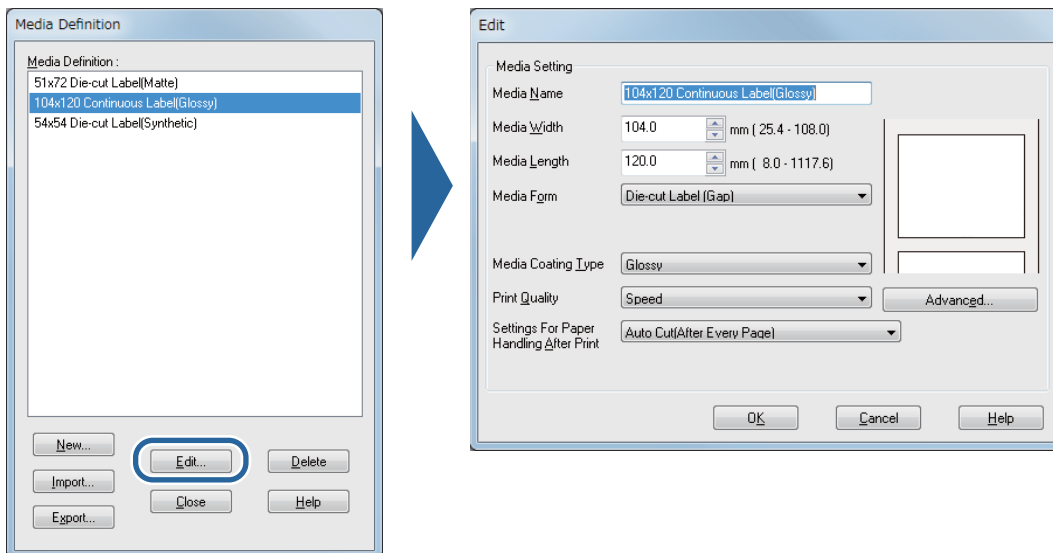 Media Definition
Media Definition :
51x72 Die-cut Label(Matte)
104x120 Continuous Label(Glossy)
54x54 Die-cut Label(Synthetic)
New...
Edit...
Delete
Import...
Close
Help
Export...
Edit
Media Setting
Media Name 104x120 Continuous Label(Glossy)
Media Width 104.0 mm ( 25.4 - 108.0)
Media Length 120.0 mm ( 8.0 - 1117.6)
Media Form Die-cut Label (Gap)
Media Coating Type Glossy
Print Quality Speed Advanced...
Settings For Paper
Handling After Print Auto Cut(After Every Page)
OK Cancel Help